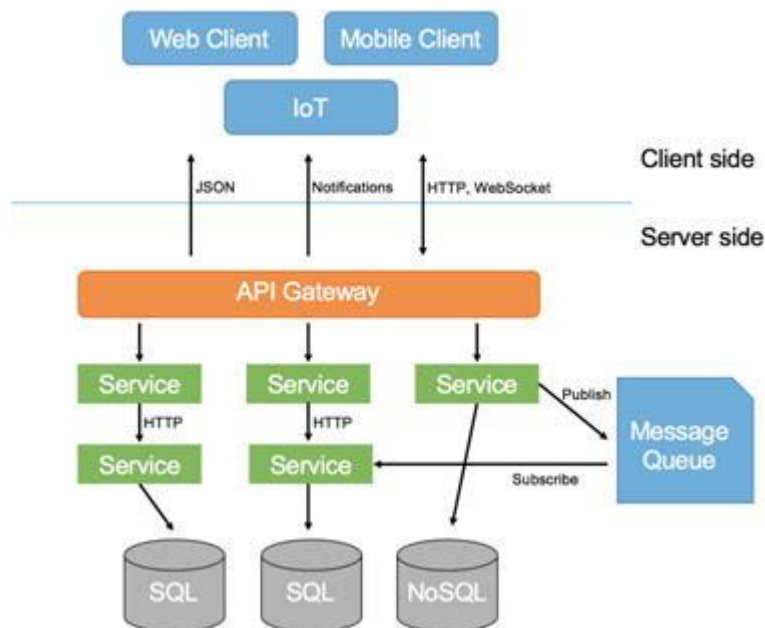 Web Client
Mobile Client
IoT
Client side
JSON
Notifications
HTTP, WebSocket
Server side
API Gateway
Service
Service
Service
Publish
HTTP
HTTP
Message
Queue
Service
Service
Subscribe
SQL
SQL
NoSQL